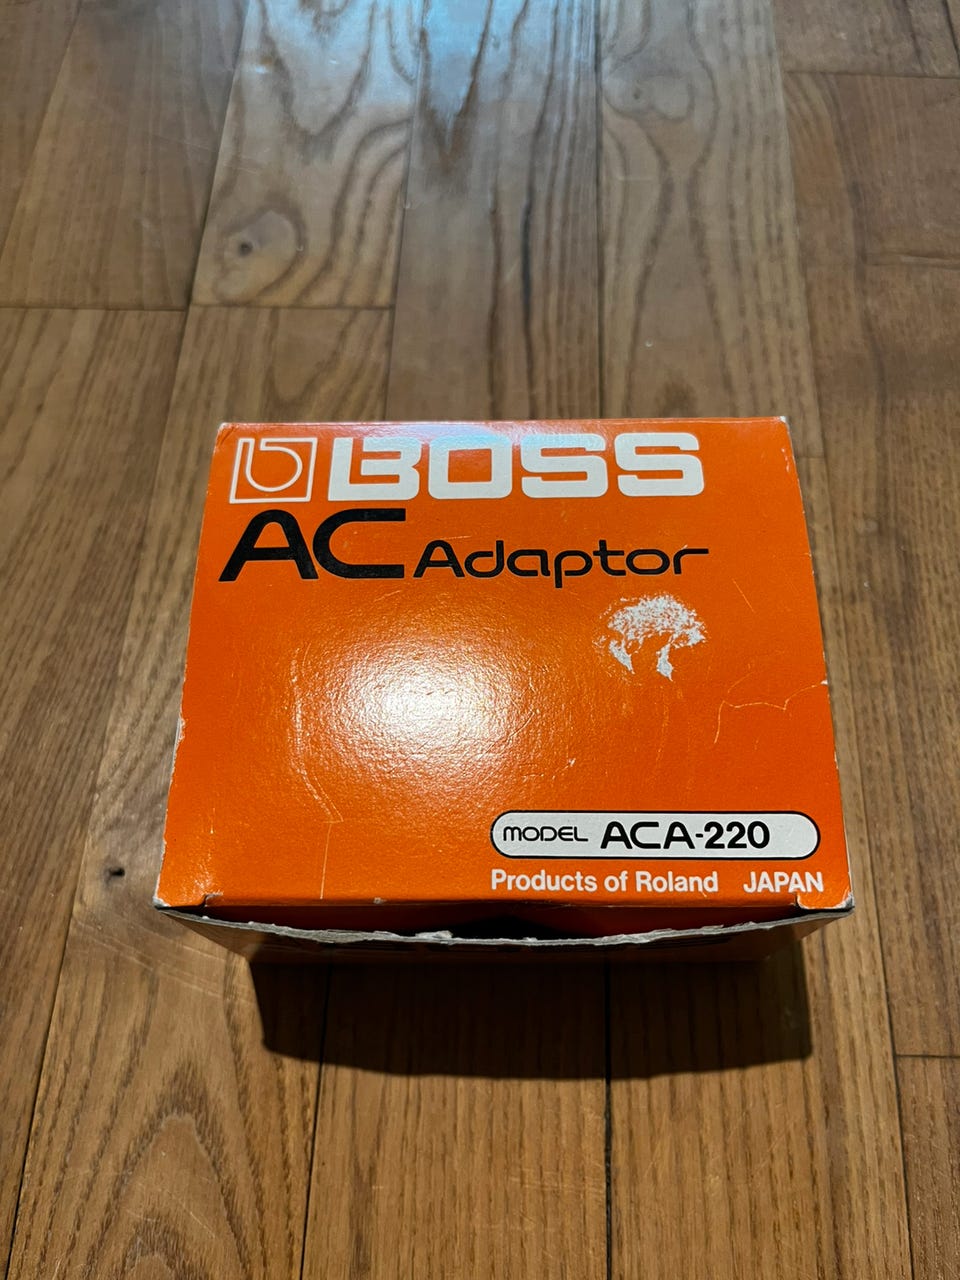 BOSS
AC Adaptor
MODEL ACA-220
Products of Roland JAPAN